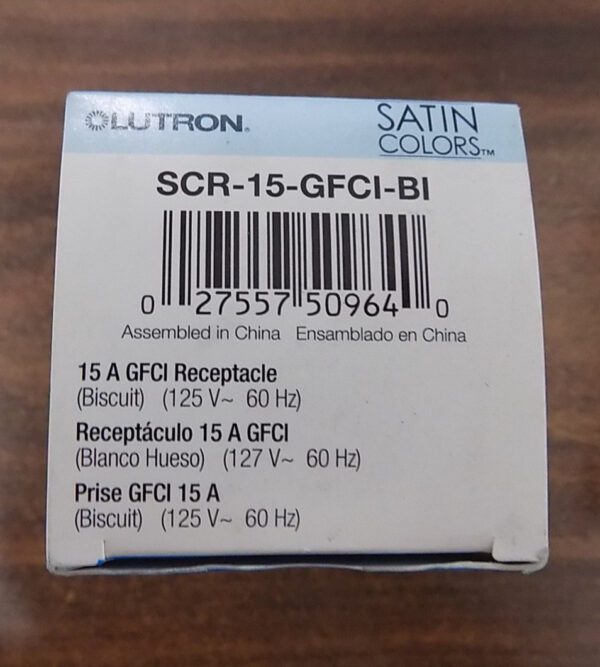 LUTRON®
SATIN
COLORS™
SCR-15-GFCI-BI
0 27557 50964 0
Assembled in China Ensamblado en China
15 A GFCI Receptacle
(Biscuit) (125 V~ 60 Hz)
Receptáculo 15 A GFCI
(Blanco Hueso) (127 V~ 60 Hz)
Prise GFCI 15 A
(Biscuit) (125 V~ 60 Hz)